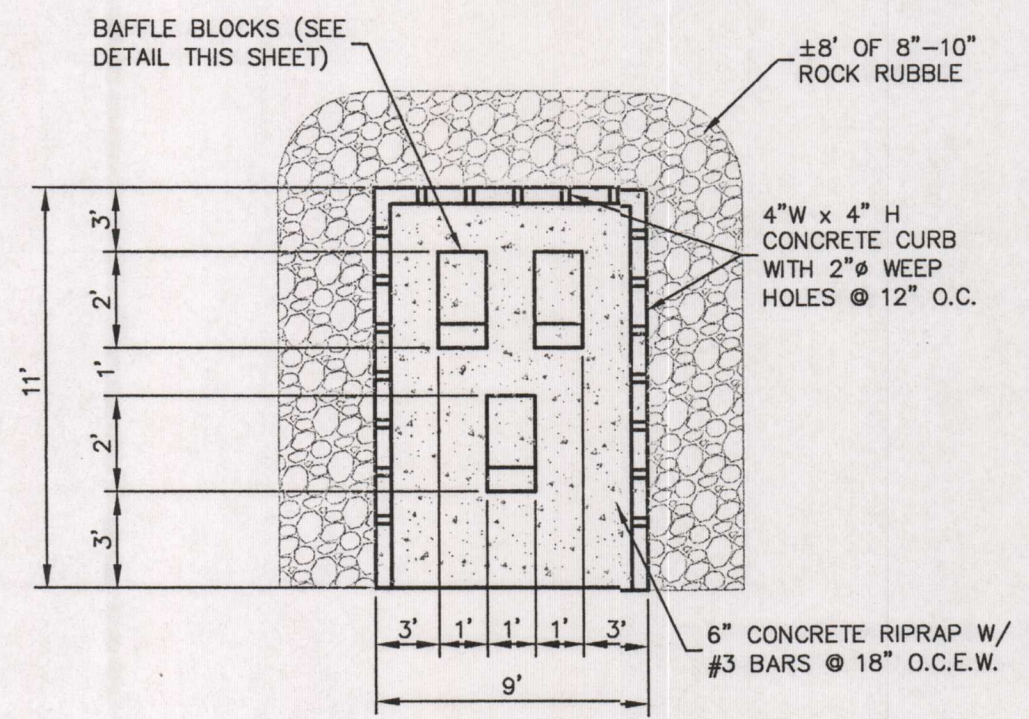 BAFFLE BLOCKS (SEE
DETAIL THIS SHEET)
±8' OF 8"-10"
ROCK RUBBLE
4"W x 4" H
CONCRETE CURB
WITH 2"ø WEEP
HOLES @ 12" O.C.
3'
2'
1'
2'
3'
11'
3' 1' 1' 1' 3'
9'
6" CONCRETE RIPRAP W/
#3 BARS @ 18" O.C.E.W.